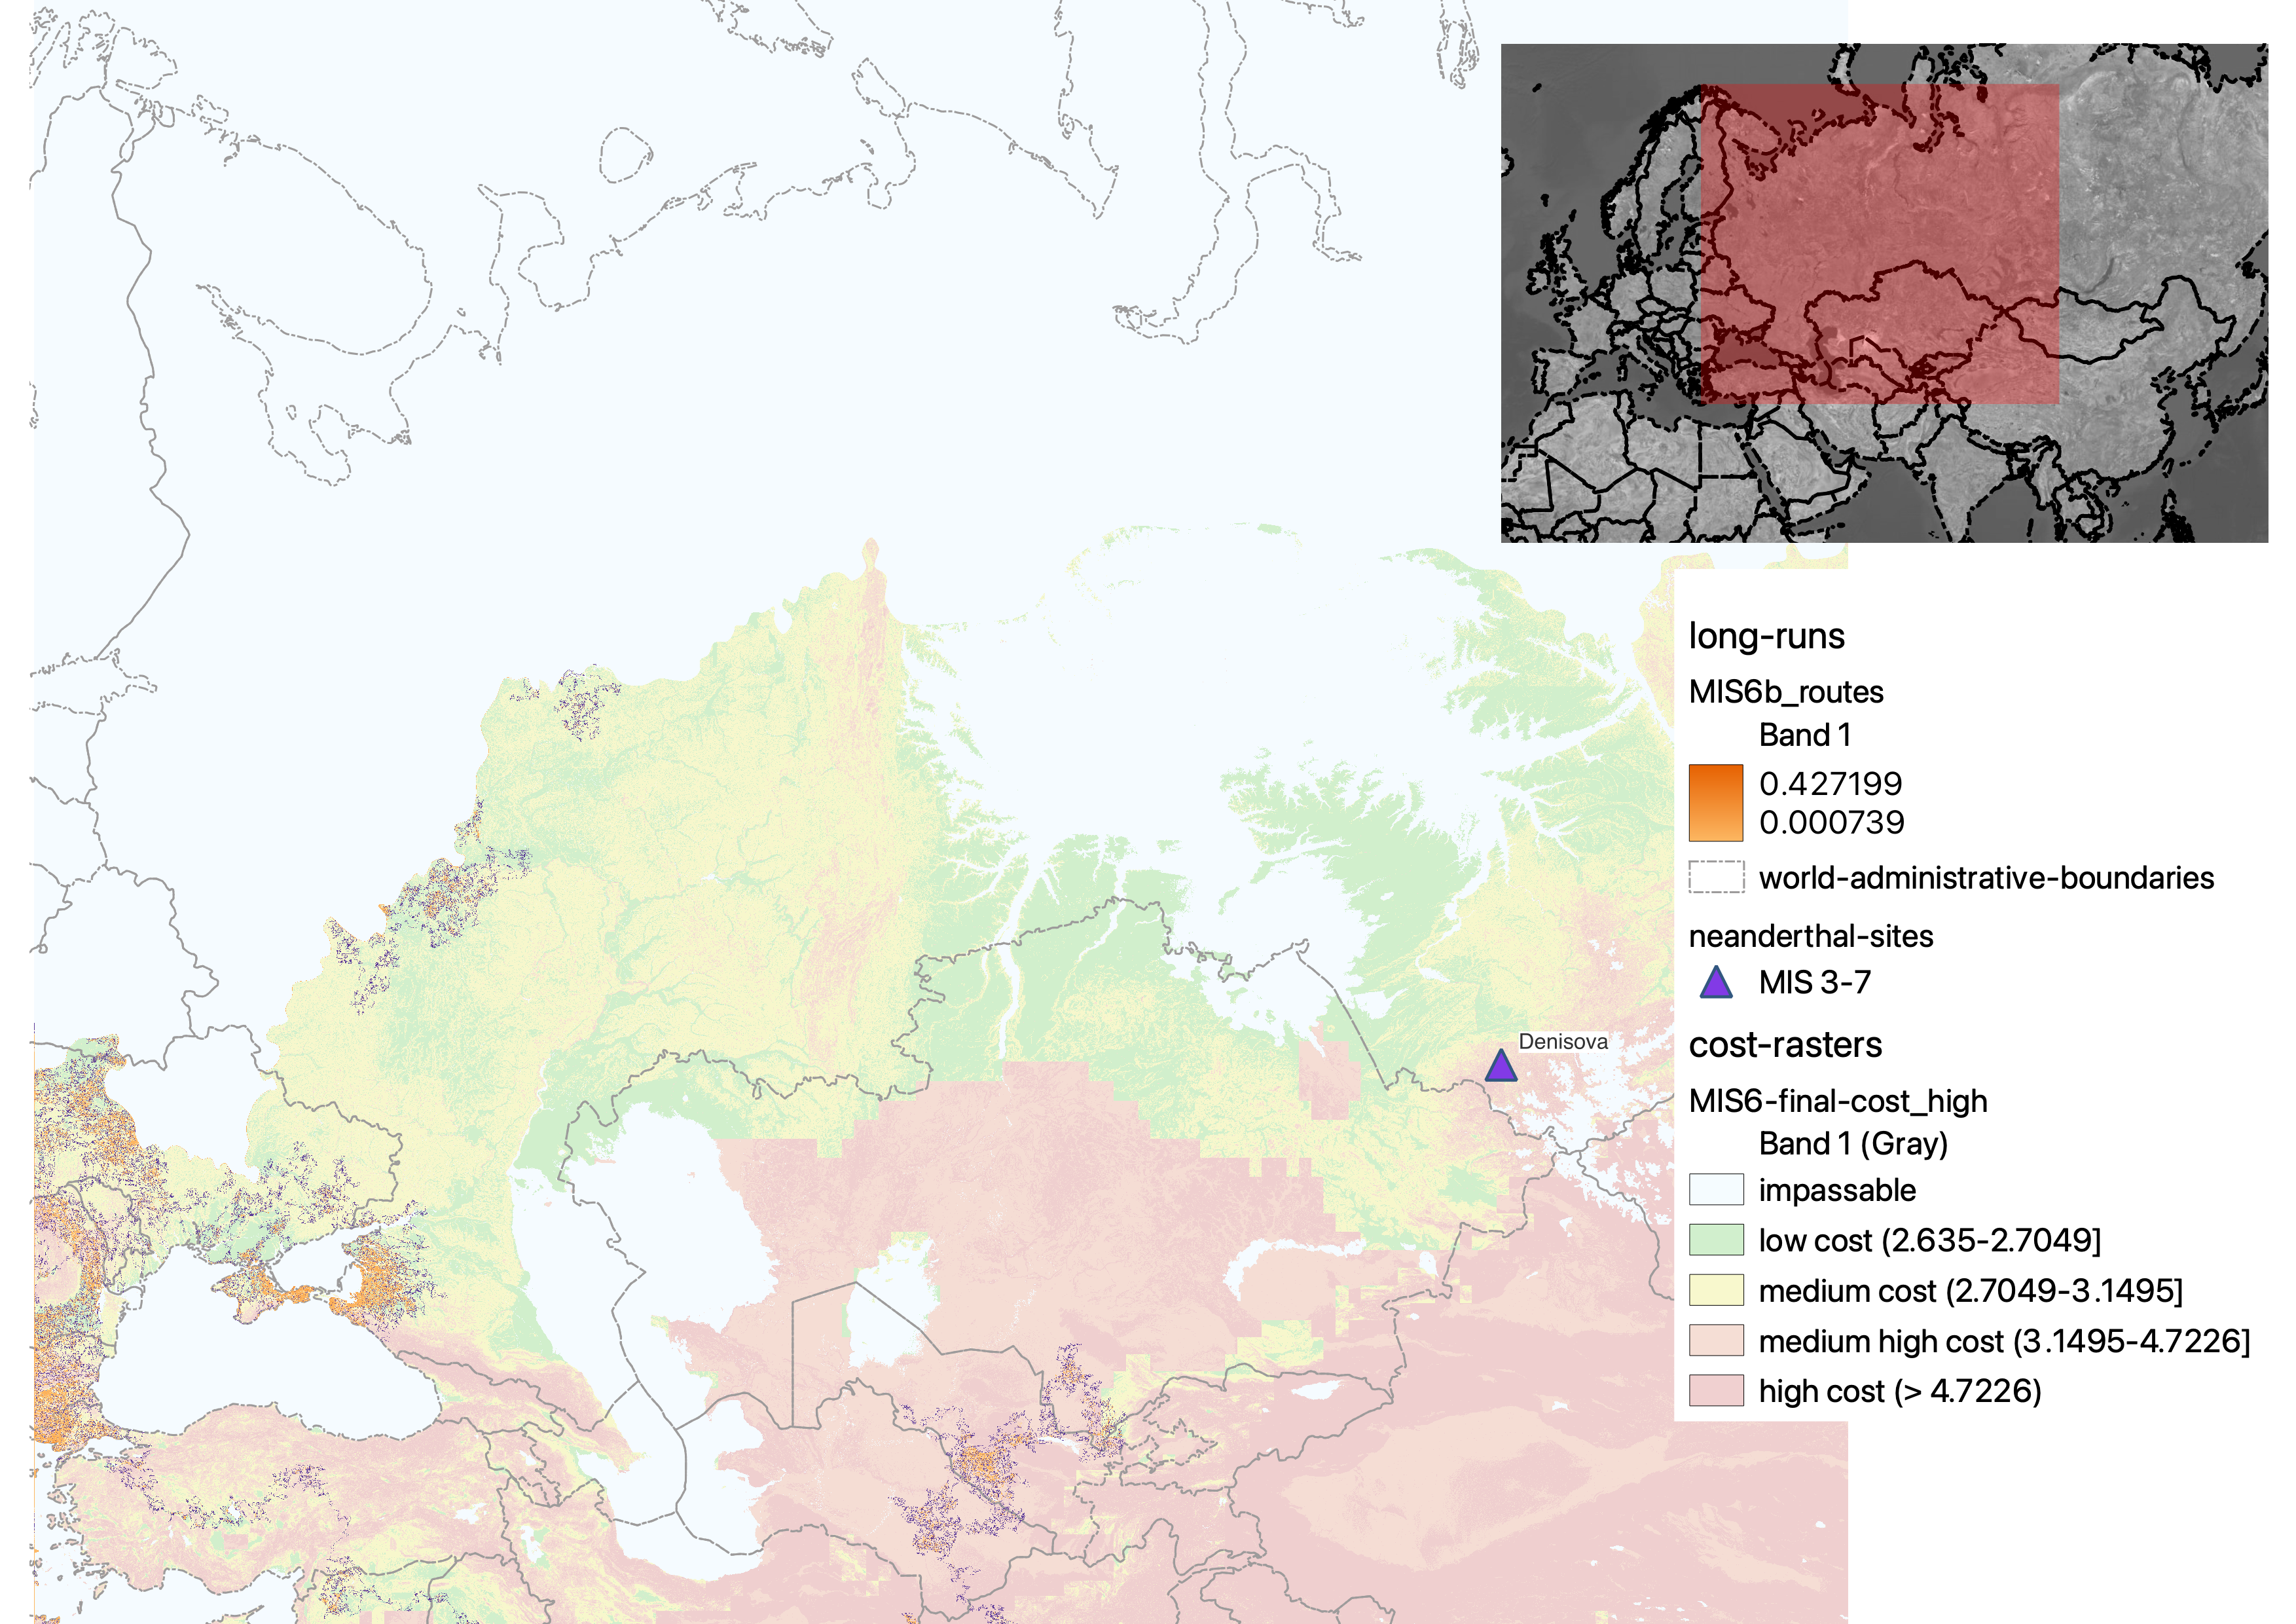 long-runs
MIS6b_routes
Band 1
0.427199
0.000739
world-administrative-boundaries
neanderthal-sites
MIS 3-7
Denisova
cost-rasters
MIS6-final-cost_high
Band 1 (Gray)
impassable
low cost (2.635-2.7049]
medium cost (2.7049-3.1495]
medium high cost (3.1495-4.7226]
high cost (> 4.7226)